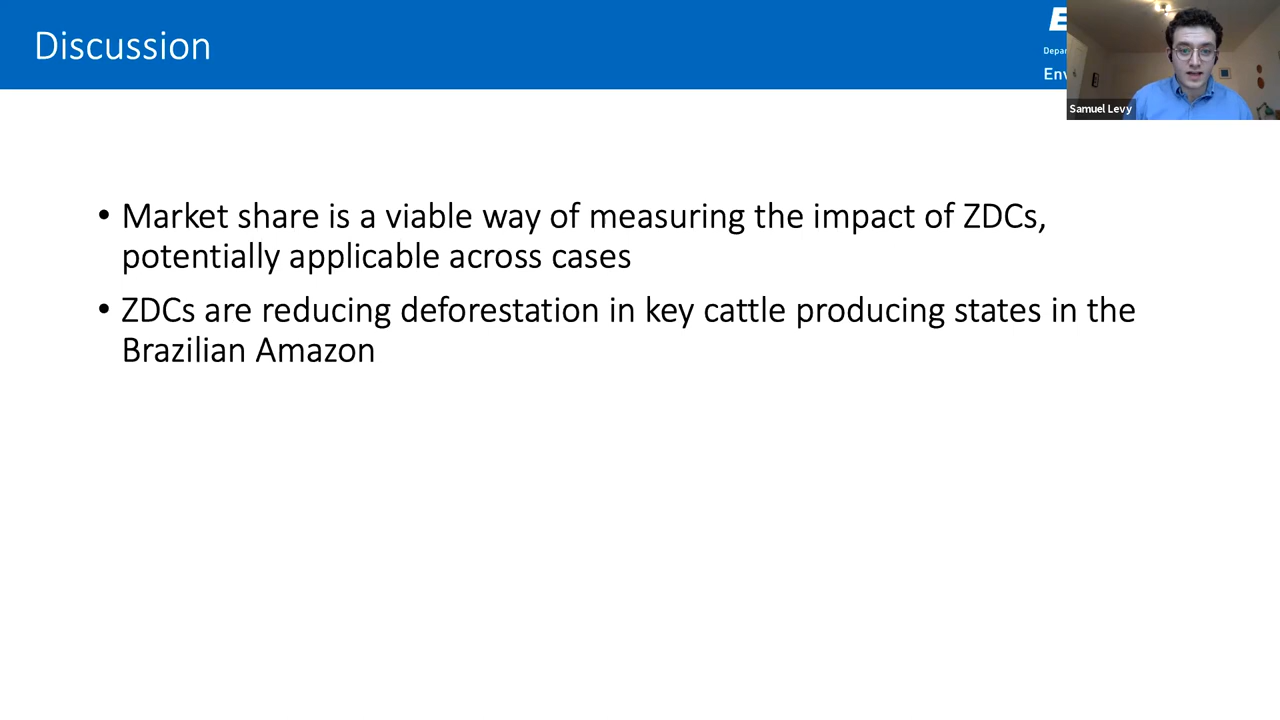 Discussion
Samuel Levy
• Market share is a viable way of measuring the impact of ZDCs,
potentially applicable across cases
• ZDCs are reducing deforestation in key cattle producing states in the
Brazilian Amazon